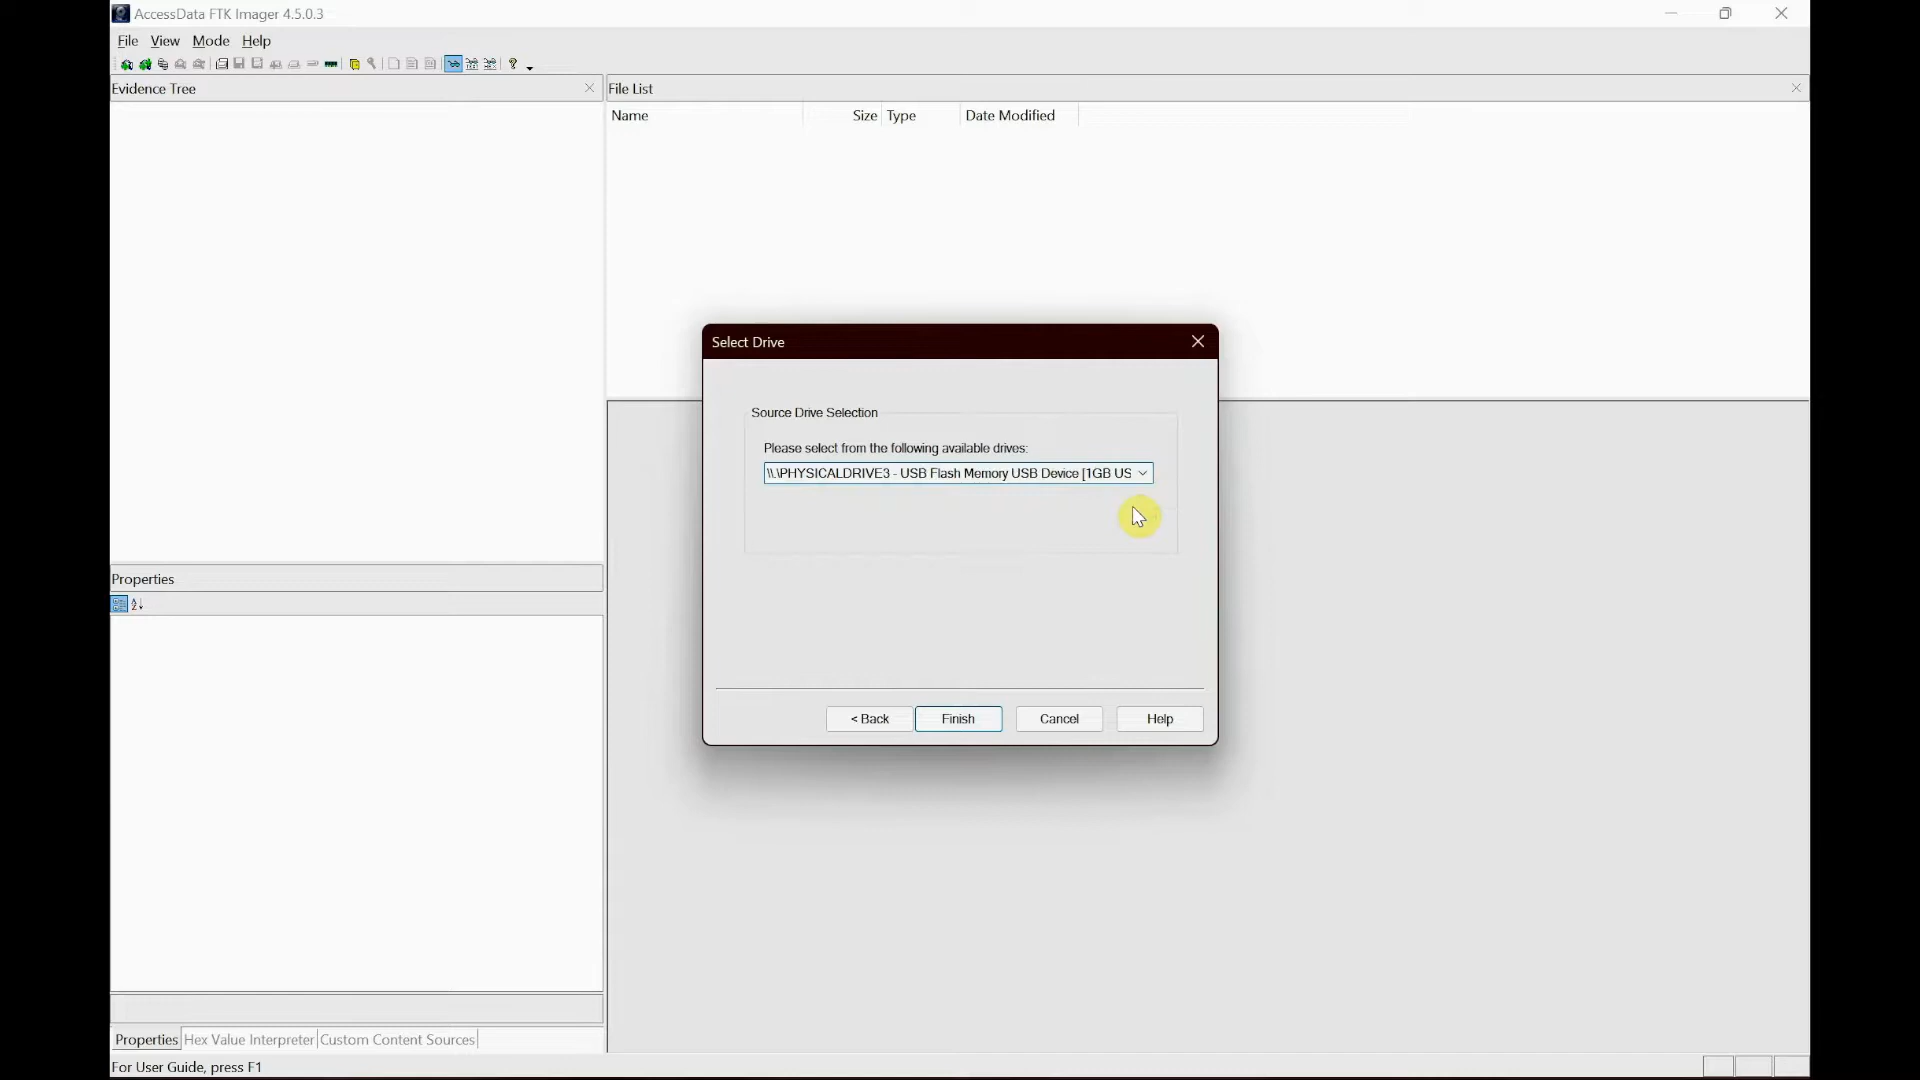 AccessData FTK Imager 4.5.0.3
File View Mode Help
Evidence Tree
File List
Name Size Type Date Modified
Select Drive
Source Drive Selection
Please select from the following available drives:
\\.\PHYSICALDRIVE3 - USB Flash Memory USB Device [1GB US
< Back Finish Cancel Help
Properties
Properties Hex Value Interpreter Custom Content Sources
For User Guide, press F1